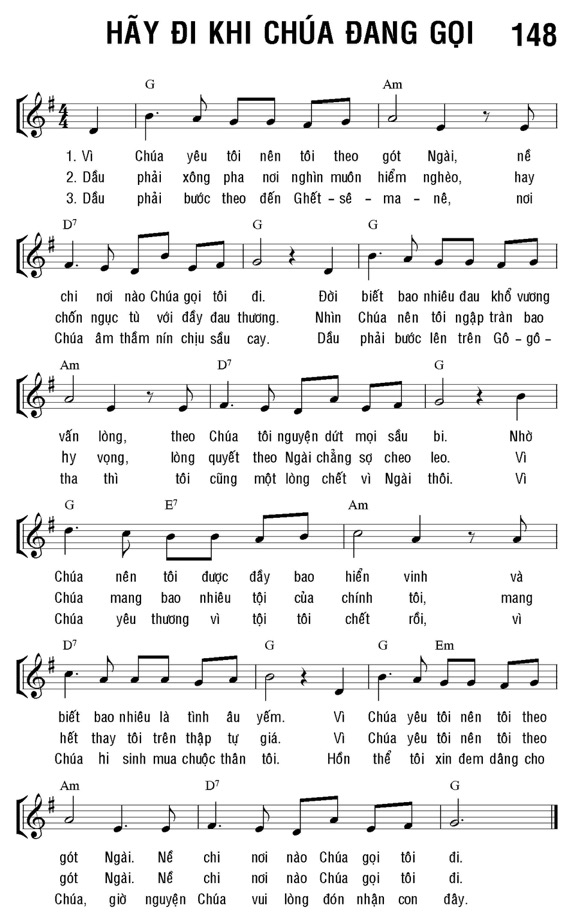 HÃY ĐI KHI CHÚA ĐANG GỌI 148
G Am
1. Vì Chúa yêu tôi nên tôi theo gót Ngài, nề
2. Dầu phải xông pha nơi nghìn muôn hiểm nghèo, hay
3. Dầu phải bước theo đến Ghết-sê-ma-nê, nơi
D7 G G
chi nơi nào Chúa gọi tôi đi. Đời biết bao nhiêu đau khổ vương
chốn ngục tù với đầy đau thương. Nhìn Chúa nên tôi ngập tràn bao
Chúa âm thầm nín chịu sầu cay. Dầu phải bước lên trên Gô-gô-
Am D7 G
vấn lòng, theo Chúa tôi nguyện dứt mọi sầu bi. Nhờ
hy vọng, lòng quyết theo Ngài chẳng sợ cheo leo. Vì
tha thì tôi cũng một lòng chết vì Ngài thôi. Vì
G E7 Am
Chúa nên tôi được đầy bao hiển vinh và
Chúa mang bao nhiêu tội của chính tôi, mang
Chúa yêu thương vì tội tôi chết rồi, vì
D7 G G Em
biết bao nhiêu là tình âu yếm. Vì Chúa yêu tôi nên tôi theo
hết thay tôi trên thập tự giá. Vì Chúa yêu tôi nên tôi theo
Chúa hi sinh mua chuộc thân tôi. Hồn thể tôi xin đem dâng cho
Am D7 G
gót Ngài. Nề chi nơi nào Chúa gọi tôi đi.
gót Ngài. Nề chi nơi nào Chúa gọi tôi đi.
Chúa, giờ nguyện Chúa vui lòng đón nhận con đây.